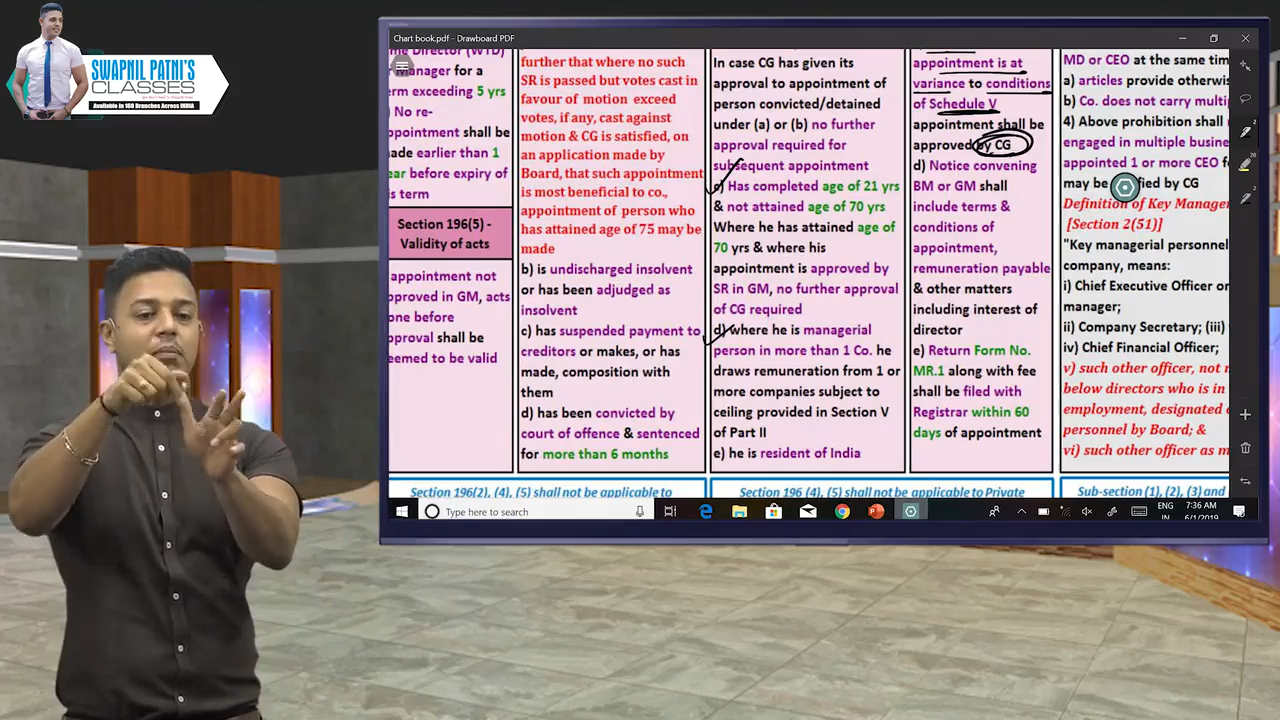 SWAPNIL PATNI'S
CLASSES
Available in 160 Branches Across INDIA
Chart book.pdf - Drawboard PDF
me Director (WTD)
r Manager for a
erm exceeding 5 yrs
) No re-
ppointment shall be
ade earlier than 1
ear before expiry of
is term
Section 196(5) -
Validity of acts
appointment not
pproved in GM, acts
one before
pproval shall be
eemed to be valid
further that where no such
SR is passed but votes cast in
favour of motion exceed
votes, if any, cast against
motion & CG is satisfied, on
an application made by
Board, that such appointment
is most beneficial to co.,
appointment of person who
has attained age of 75 may be
made
b) is undischarged insolvent
or has been adjudged as
insolvent
c) has suspended payment to
creditors or makes, or has
made, composition with
them
d) has been convicted by
court of offence & sentenced
for more than 6 months
In case CG has given its
approval to appointment of
person convicted/detained
under (a) or (b) no further
approval required for
subsequent appointment
c) Has completed age of 21 yrs
& not attained age of 70 yrs
Where he has attained age of
70 yrs & where his
appointment is approved by
SR in GM, no further approval
of CG required
d) where he is managerial
person in more than 1 Co. he
draws remuneration from 1 or
more companies subject to
ceiling provided in Section V
of Part II
e) he is resident of India
appointment is at
variance to conditions
of Schedule V
appointment shall be
approved by CG
d) Notice convening
BM or GM shall
include terms &
conditions of
appointment,
remuneration payable
& other matters
including interest of
director
e) Return Form No.
MR.1 along with fee
shall be filed with
Registrar within 60
days of appointment
MD or CEO at the same tim
a) articles provide otherwis
b) Co. does not carry multip
4) Above prohibition shall
engaged in multiple busine
appointed 1 or more CEO f
may be ified by CG
Definition of Key Manager
[Section 2(51)]
"Key managerial personnel
company, means:
i) Chief Executive Officer or
manager;
ii) Company Secretary; (iii)
iv) Chief Financial Officer;
v) such other officer, not m
below directors who is in
employment, designated
personnel by Board; &
vi) such other officer as m
Section 196(2), (4), (5) shall not be applicable to
Section 196 (4), (5) shall not be applicable to Private
Sub-section (1), (2), (3) and
Type here to search
ENG
IN
7:36 AM
6/1/2019